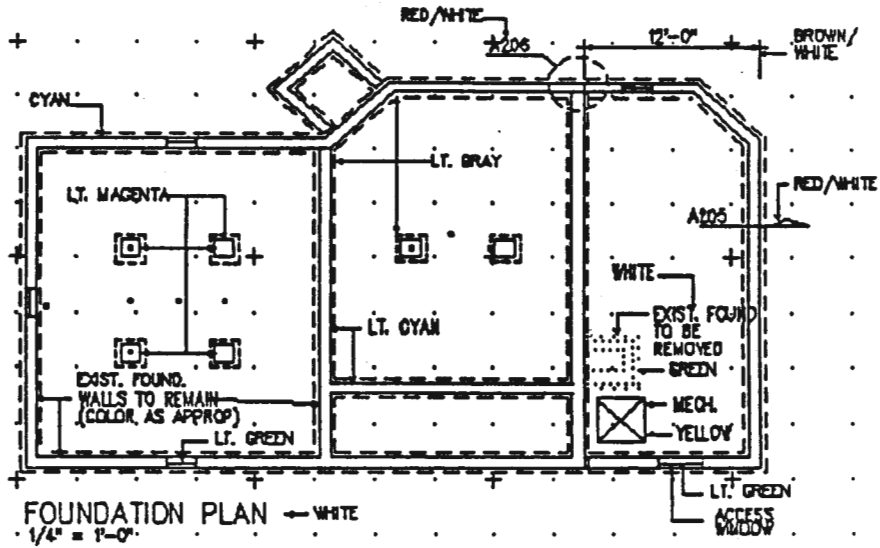 RED/WHITE
A206
12'-0"
BROWN/
WHITE
CYAN
LT. GRAY
LT. MAGENTA
RED/WHITE
A205
WHITE
EXIST. FOUND
TO BE
REMOVED
LT. CYAN
GREEN
EXIST. FOUND.
WALLS TO REMAIN
(COLOR AS APPROP)
MECH.
YELLOW
LT. GREEN
LT. GREEN
ACCESS
WINDOW
FOUNDATION PLAN
WHITE
1/4" = 1'-0"